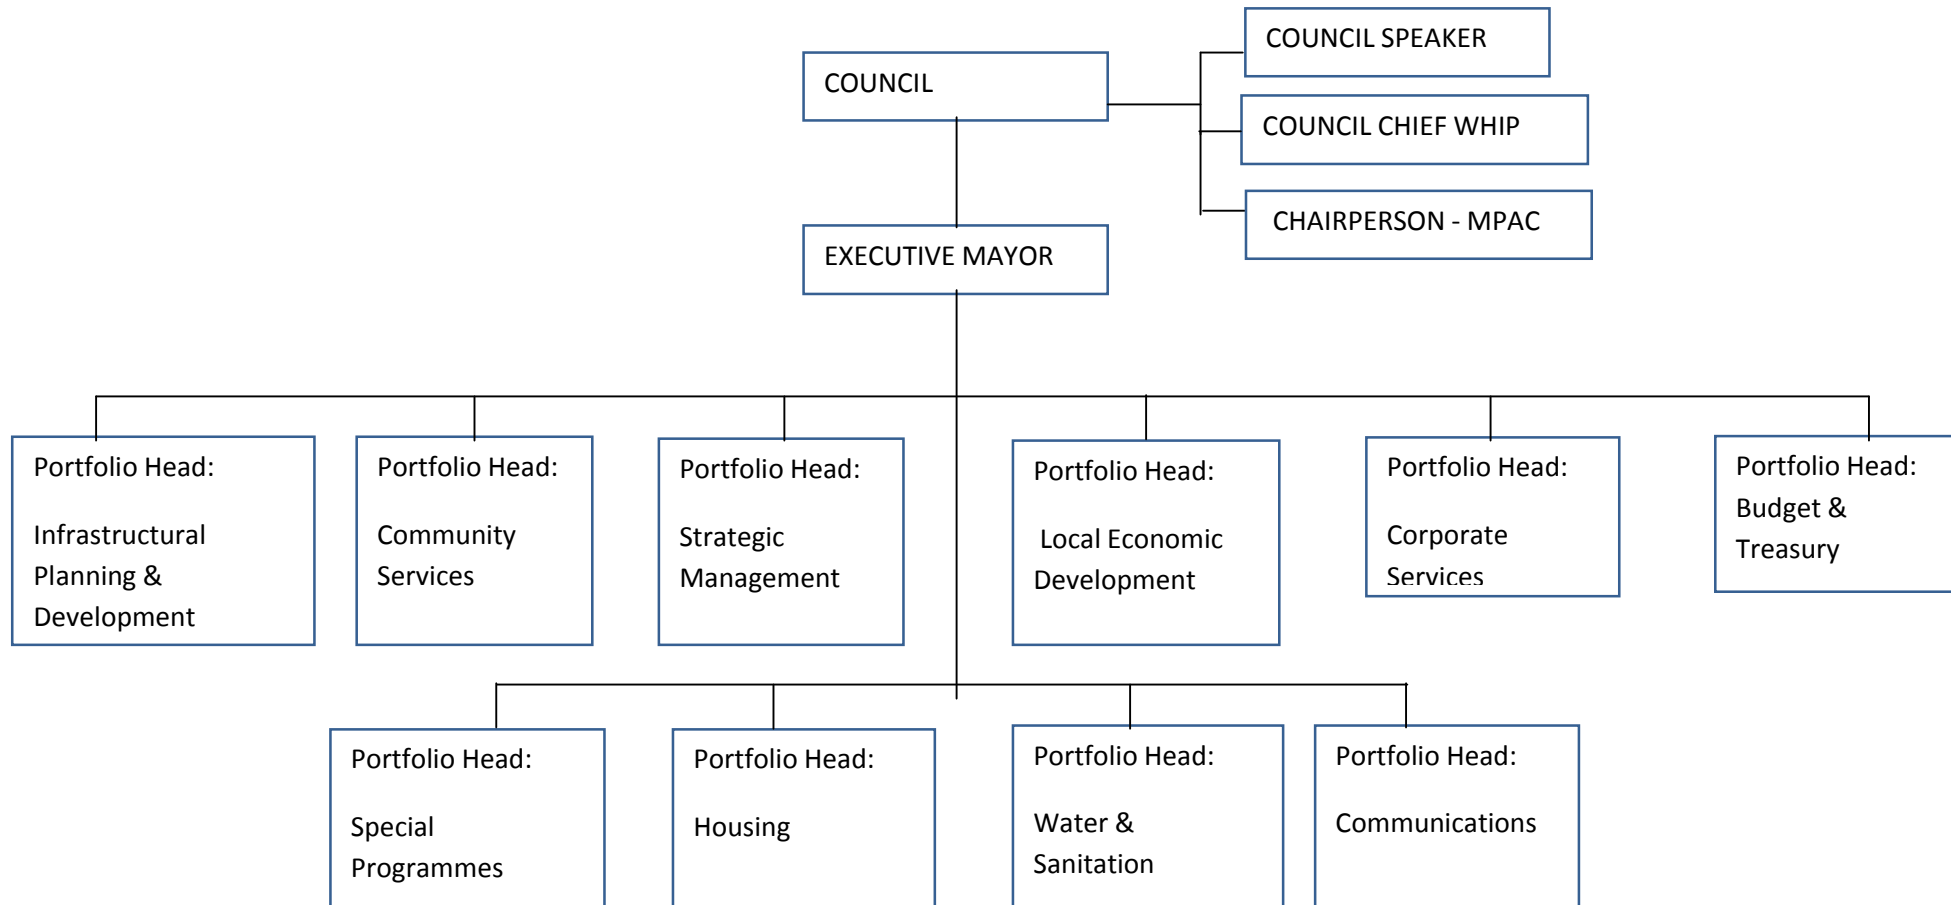 COUNCIL SPEAKER
COUNCIL
COUNCIL CHIEF WHIP
CHAIRPERSON - MPAC
EXECUTIVE MAYOR
Portfolio Head:
Infrastructural
Planning &
Development
Portfolio Head:
Community
Services
Portfolio Head:
Strategic
Management
Portfolio Head:
Local Economic
Development
Portfolio Head:
Corporate
Services
Portfolio Head:
Budget &
Treasury
Portfolio Head:
Special
Programmes
Portfolio Head:
Housing
Portfolio Head:
Water &
Sanitation
Portfolio Head:
Communications